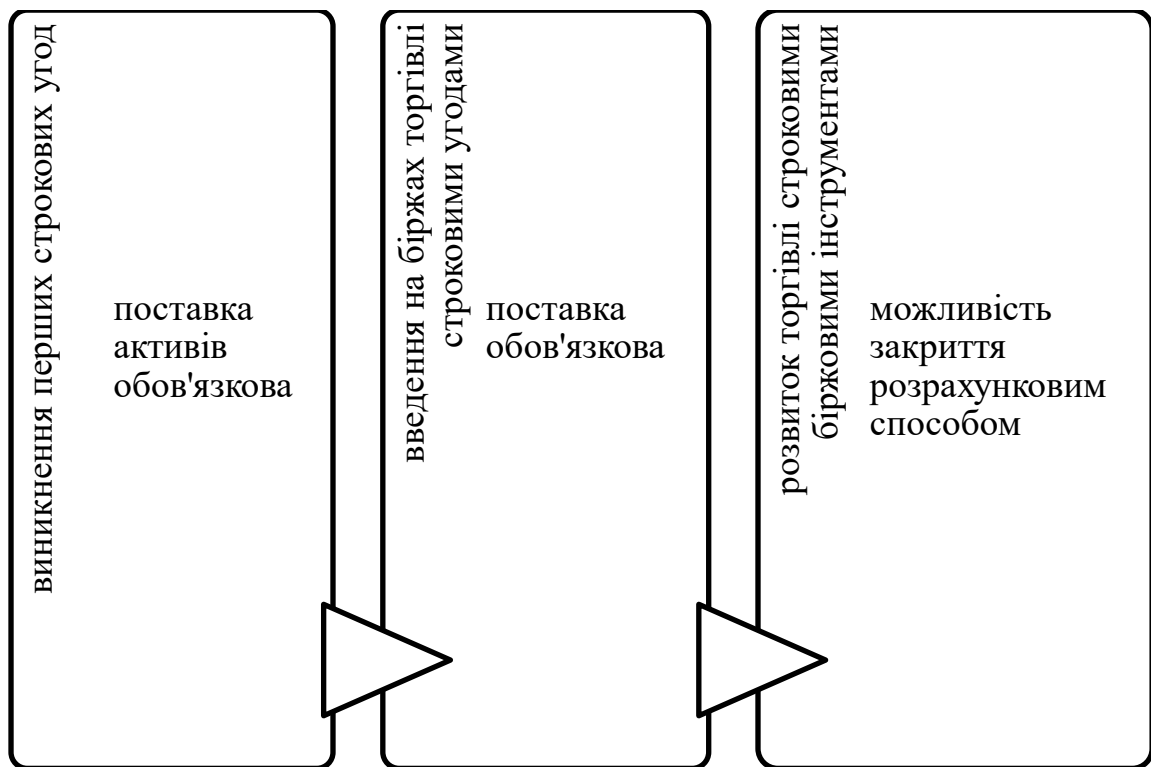 виникнення перших строкових угод
поставка
активів
обов'язкова
введення на біржах торгівлі
строковими угодами
поставка
обов'язкова
розвиток торгівлі строковими
біржовими інструментами
можливість
закриття
розрахунковим
способом